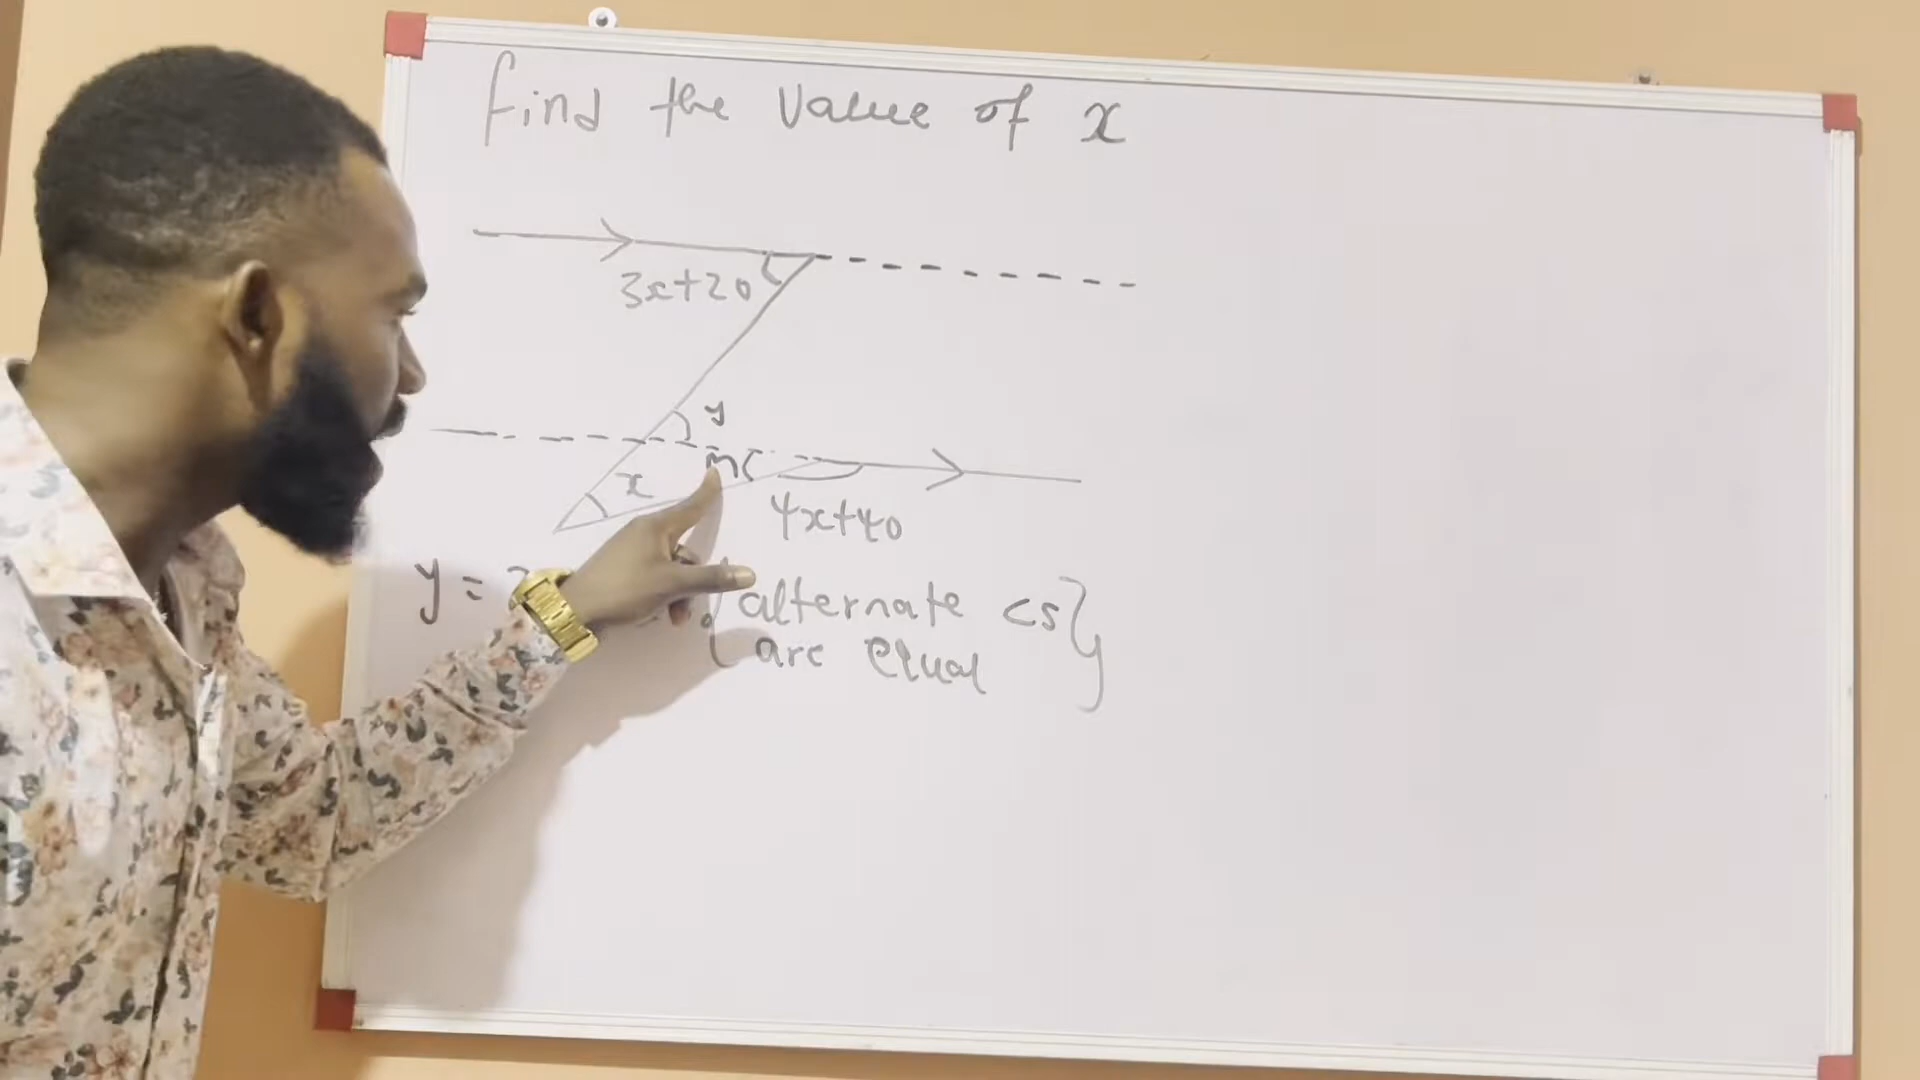 find the value of x
3x+20
y
m
x
4x+40
y =
{alternate <s}
are equal